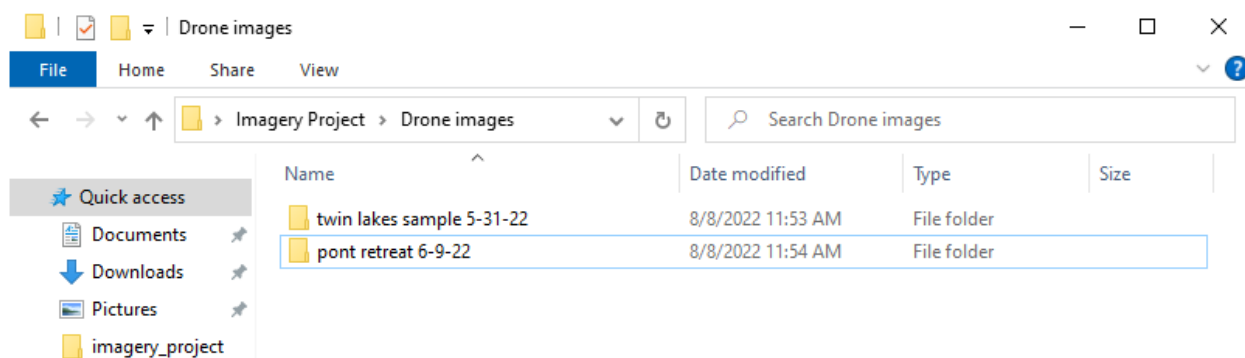 Drone images
File Home Share View ?
Imagery Project > Drone images Search Drone images
Name Date modified Type Size
Quick access
twin lakes sample 5-31-22 8/8/2022 11:53 AM File folder
Documents
pont retreat 6-9-22 8/8/2022 11:54 AM File folder
Downloads
Pictures
imagery_project